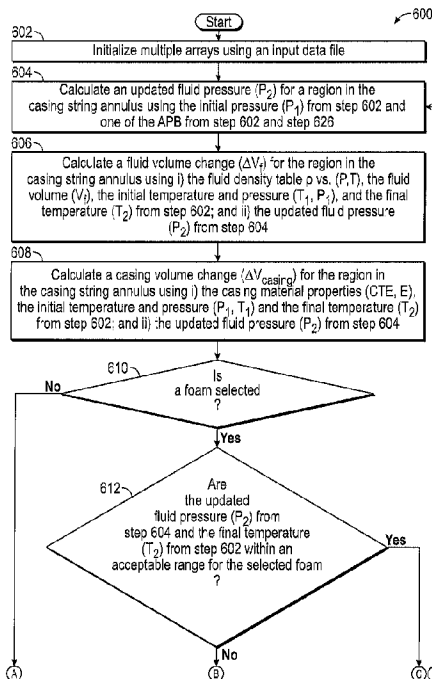 600
Start
602
Initialize multiple arrays using an input data file
604
Calculate an updated fluid pressure (P2) for a region in the
casing string annulus using the initial pressure (P1) from step 602 and
one of the APB from step 602 and step 626
606
Calculate a fluid volume change (ΔVf) for the region in the
casing string annulus using i) the fluid density table ρ vs. (P,T), the fluid
volume (Vf), the initial temperature and pressure (T1, P1), and the final
temperature (T2) from step 602; and ii) the updated fluid pressure
(P2) from step 604
608
Calculate a casing volume change (ΔVcasing) for the region in
the casing string annulus using i) the casing material properties (CTE, E),
the initial temperature and pressure (P1, T1) and the final temperature (T2)
from step 602; and ii) the updated fluid pressure (P2) from step 604
610
Is
a foam selected
?
No
Yes
612
Are
the updated
fluid pressure (P2) from
step 604 and the final temperature
(T2) from step 602 within an
acceptable range for the selected foam
?
Yes
No
A
B
C